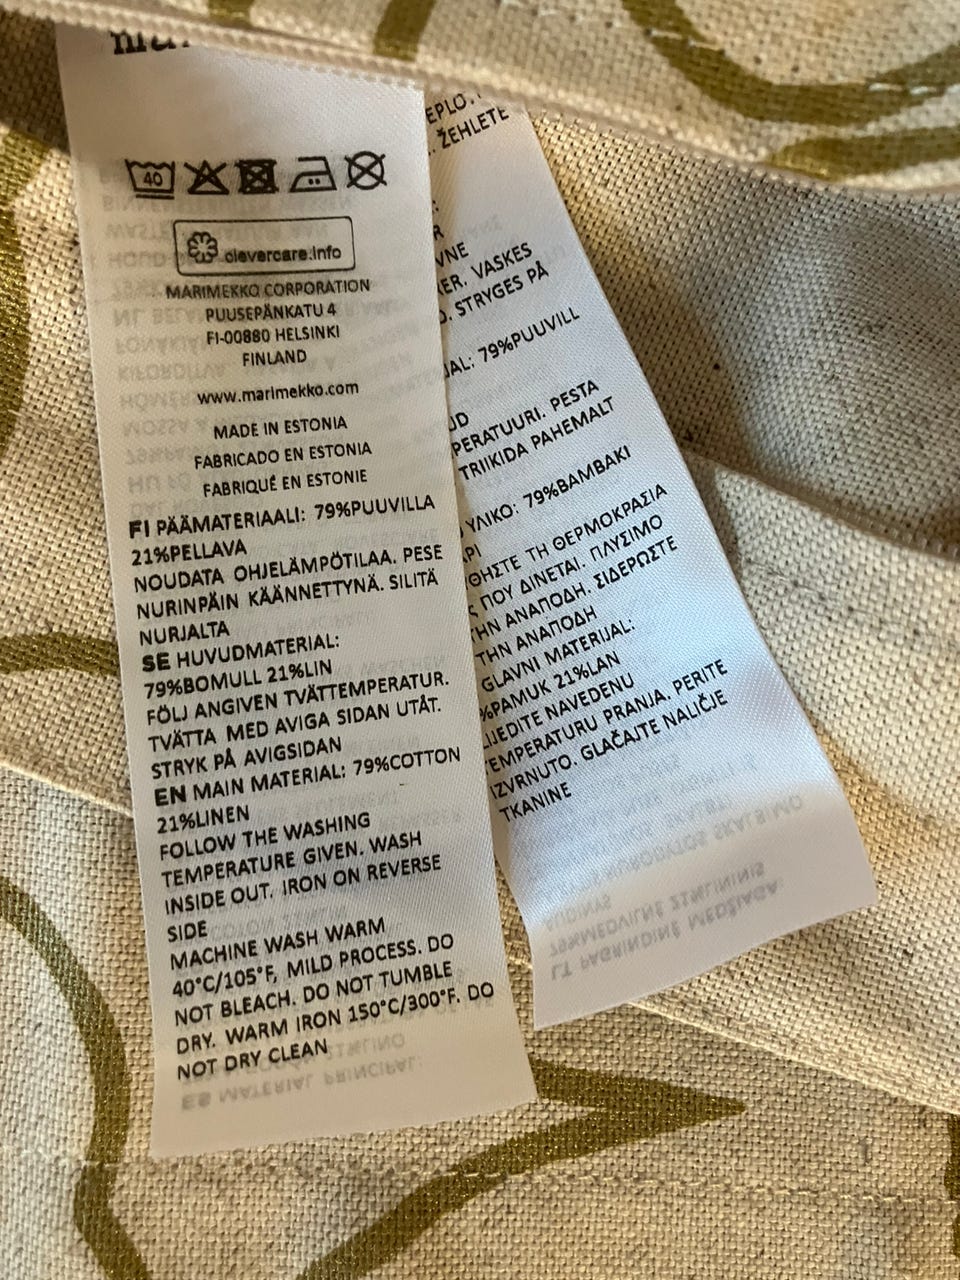 40
clevercare.info
MARIMEKKO CORPORATION
PUUSEPÄNKATU 4
FI-00880 HELSINKI
FINLAND
www.marimekko.com
MADE IN ESTONIA
FABRICADO EN ESTONIA
FABRIQUÉ EN ESTONIE
FI PÄÄMATERIAALI: 79%PUUVILLA
21%PELLAVA
NOUDATA OHJELÄMPÖTILAA. PESE
NURINPÄIN KÄÄNNETTYNÄ. SILITÄ
NURJALTA
SE HUVUDMATERIAL:
79%BOMULL 21%LIN
FÖLJ ANGIVEN TVÄTTEMPERATUR.
TVÄTTA MED AVIGA SIDAN UTÅT.
STRYK PÅ AVIGSIDAN
EN MAIN MATERIAL: 79%COTTON
21%LINEN
FOLLOW THE WASHING
TEMPERATURE GIVEN. WASH
INSIDE OUT. IRON ON REVERSE
SIDE
MACHINE WASH WARM
40°C/105°F, MILD PROCESS. DO
NOT BLEACH. DO NOT TUMBLE
DRY. WARM IRON 150°C/300°F. DO
NOT DRY CLEAN
ŽEHLETE
VASKES
STRYGES PÅ
79%PUUVILL
PESTA
TRIIKIDA PAHEMALT
ΥΛΙΚΟ: 79%ΒΑΜΒΑΚΙ
ΤΗ ΘΕΡΜΟΚΡΑΣΙΑ
ΠΟΥ ΔΙΝΕΤΑΙ. ΠΛΥΣΙΜΟ
ΑΝΑΠΟΔΗ. ΣΙΔΕΡΩΣΤΕ
ΤΗΝ ΑΝΑΠΟΔΗ
GLAVNI MATERIJAL:
%PAMUK 21%LAN
NAVEDENU
TEMPERATURU PRANJA. PERITE
IZVRNUTO. GLAČAJTE NALIČJE
TKANINE